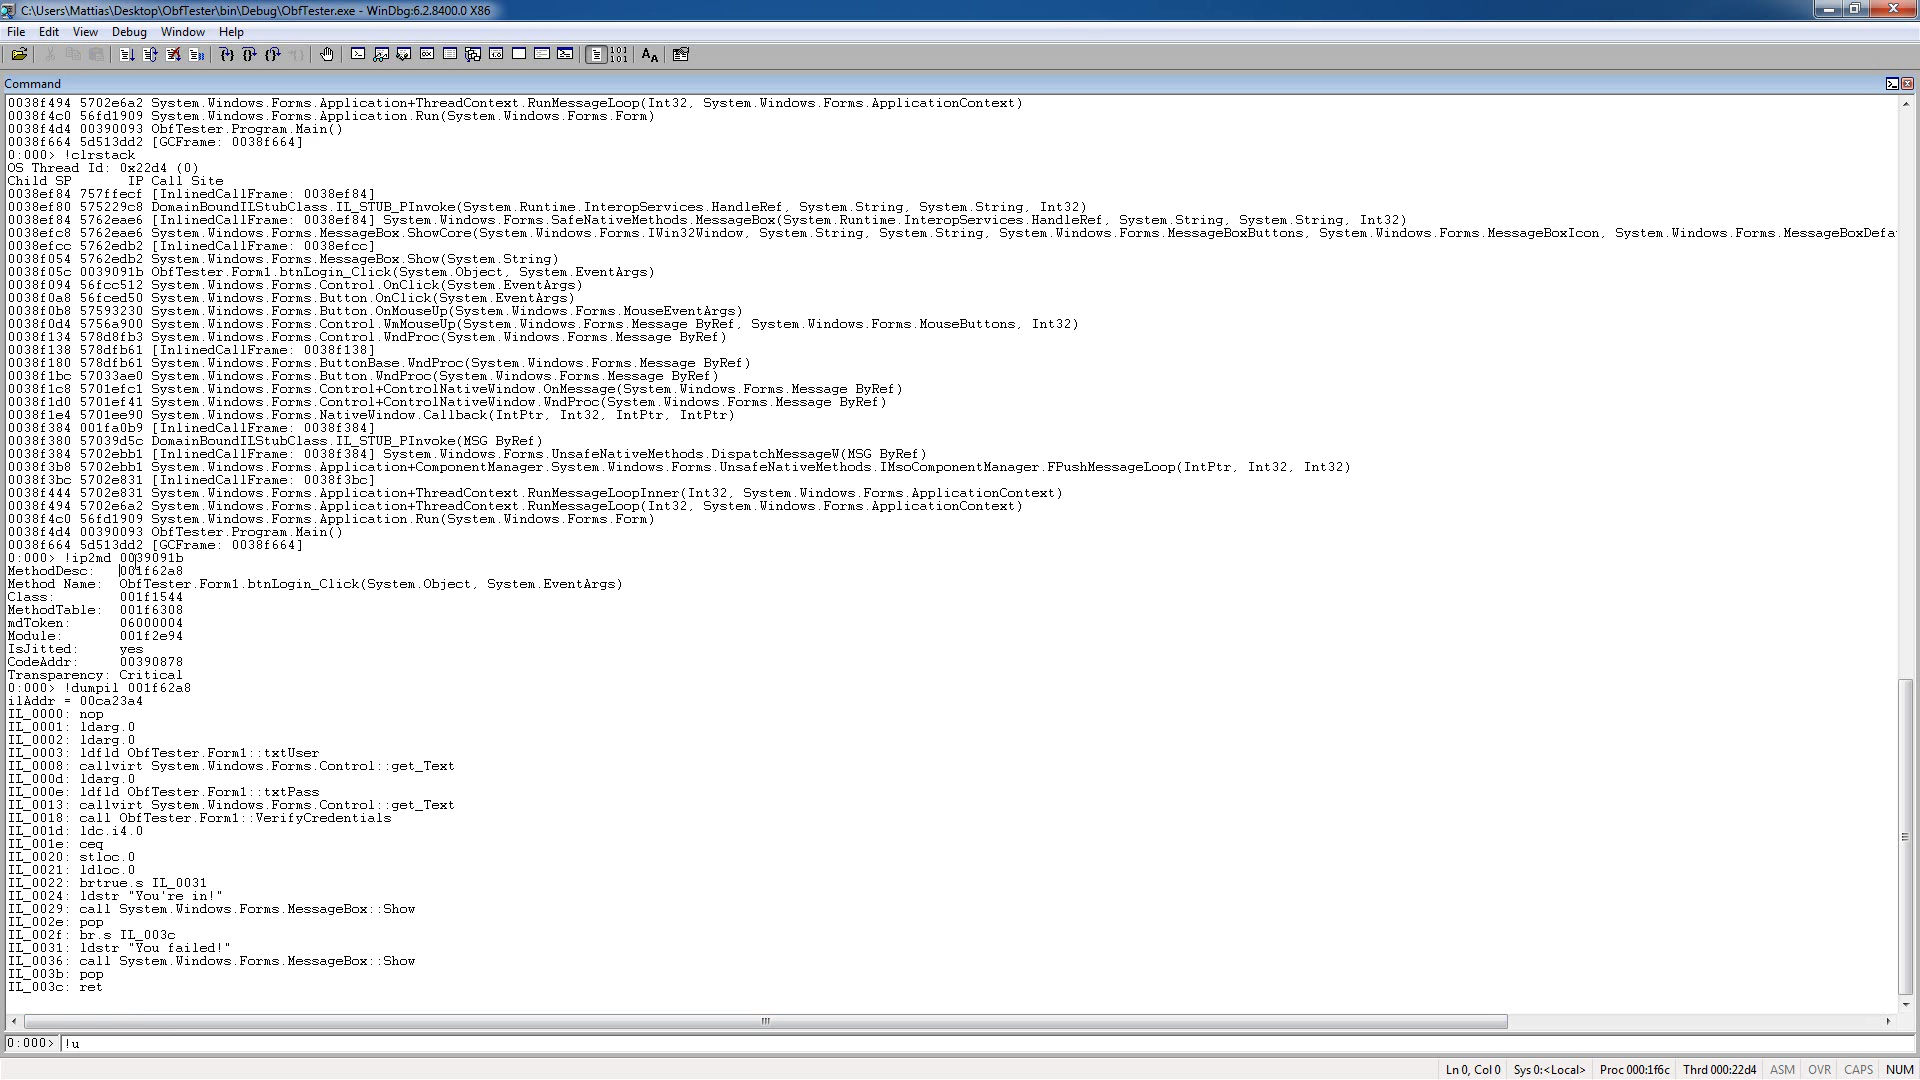 C:\Users\Mattias\Desktop\ObfTester\bin\Debug\ObfTester.exe - WinDbg:6.2.8400.0 X86
File Edit View Debug Window Help
Command
0038f494 5702e6a2 System.Windows.Forms.Application+ThreadContext.RunMessageLoop(Int32, System.Windows.Forms.ApplicationContext)
0038f4c0 56fd1909 System.Windows.Forms.Application.Run(System.Windows.Forms.Form)
0038f4d4 00390093 ObfTester.Program.Main()
0038f664 5d513dd2 [GCFrame: 0038f664]
0:000> !clrstack
OS Thread Id: 0x22d4 (0)
Child SP       IP Call Site
0038ef84 757ffecf [InlinedCallFrame: 0038ef84]
0038ef80 575229c8 DomainBoundILStubClass.IL_STUB_PInvoke(System.Runtime.InteropServices.HandleRef, System.String, System.String, Int32)
0038ef84 5762eae6 [InlinedCallFrame: 0038ef84] System.Windows.Forms.SafeNativeMethods.MessageBox(System.Runtime.InteropServices.HandleRef, System.String, System.String, Int32)
0038efc8 5762eae6 System.Windows.Forms.MessageBox.ShowCore(System.Windows.Forms.IWin32Window, System.String, System.String, System.Windows.Forms.MessageBoxButtons, System.Windows.Forms.MessageBoxIcon, System.Windows.Forms.MessageBoxDefa
0038efcc 5762edb2 [InlinedCallFrame: 0038efcc]
0038f054 5762edb2 System.Windows.Forms.MessageBox.Show(System.String)
0038f05c 0039091b ObfTester.Form1.btnLogin_Click(System.Object, System.EventArgs)
0038f094 56fcc512 System.Windows.Forms.Control.OnClick(System.EventArgs)
0038f0a8 56fced50 System.Windows.Forms.Button.OnClick(System.EventArgs)
0038f0b8 57593230 System.Windows.Forms.Button.OnMouseUp(System.Windows.Forms.MouseEventArgs)
0038f0d4 5756a900 System.Windows.Forms.Control.WmMouseUp(System.Windows.Forms.Message ByRef, System.Windows.Forms.MouseButtons, Int32)
0038f134 578d8fb3 System.Windows.Forms.Control.WndProc(System.Windows.Forms.Message ByRef)
0038f138 578dfb61 [InlinedCallFrame: 0038f138]
0038f180 578dfb61 System.Windows.Forms.ButtonBase.WndProc(System.Windows.Forms.Message ByRef)
0038f1bc 57033ae0 System.Windows.Forms.Button.WndProc(System.Windows.Forms.Message ByRef)
0038f1c8 5701efc1 System.Windows.Forms.Control+ControlNativeWindow.OnMessage(System.Windows.Forms.Message ByRef)
0038f1d0 5701ef41 System.Windows.Forms.Control+ControlNativeWindow.WndProc(System.Windows.Forms.Message ByRef)
0038f1e4 5701ee90 System.Windows.Forms.NativeWindow.Callback(IntPtr, Int32, IntPtr, IntPtr)
0038f384 001fa0b9 [InlinedCallFrame: 0038f384]
0038f380 57039d5c DomainBoundILStubClass.IL_STUB_PInvoke(MSG ByRef)
0038f384 5702ebb1 [InlinedCallFrame: 0038f384] System.Windows.Forms.UnsafeNativeMethods.DispatchMessageW(MSG ByRef)
0038f3b8 5702ebb1 System.Windows.Forms.Application+ComponentManager.System.Windows.Forms.UnsafeNativeMethods.IMsoComponentManager.FPushMessageLoop(IntPtr, Int32, Int32)
0038f3bc 5702e831 [InlinedCallFrame: 0038f3bc]
0038f444 5702e831 System.Windows.Forms.Application+ThreadContext.RunMessageLoopInner(Int32, System.Windows.Forms.ApplicationContext)
0038f494 5702e6a2 System.Windows.Forms.Application+ThreadContext.RunMessageLoop(Int32, System.Windows.Forms.ApplicationContext)
0038f4c0 56fd1909 System.Windows.Forms.Application.Run(System.Windows.Forms.Form)
0038f4d4 00390093 ObfTester.Program.Main()
0038f664 5d513dd2 [GCFrame: 0038f664]
0:000> !ip2md 0039091b
MethodDesc:   001f62a8
Method Name:  ObfTester.Form1.btnLogin_Click(System.Object, System.EventArgs)
Class:        001f1544
MethodTable:  001f6308
mdToken:      06000004
Module:       001f2e94
IsJitted:     yes
CodeAddr:     00390878
Transparency: Critical
0:000> !dumpil 001f62a8
ilAddr = 00ca23a4
IL_0000: nop
IL_0001: ldarg.0
IL_0002: ldarg.0
IL_0003: ldfld ObfTester.Form1::txtUser
IL_0008: callvirt System.Windows.Forms.Control::get_Text
IL_000d: ldarg.0
IL_000e: ldfld ObfTester.Form1::txtPass
IL_0013: callvirt System.Windows.Forms.Control::get_Text
IL_0018: call ObfTester.Form1::VerifyCredentials
IL_001d: ldc.i4.0
IL_001e: ceq
IL_0020: stloc.0
IL_0021: ldloc.0
IL_0022: brtrue.s IL_0031
IL_0024: ldstr "You're in!"
IL_0029: call System.Windows.Forms.MessageBox::Show
IL_002e: pop
IL_002f: br.s IL_003c
IL_0031: ldstr "You failed!"
IL_0036: call System.Windows.Forms.MessageBox::Show
IL_003b: pop
IL_003c: ret
0:000> !u
Ln 0, Col 0 Sys 0:<Local> Proc 000:1f6c Thrd 000:22d4 ASM OVR CAPS NUM